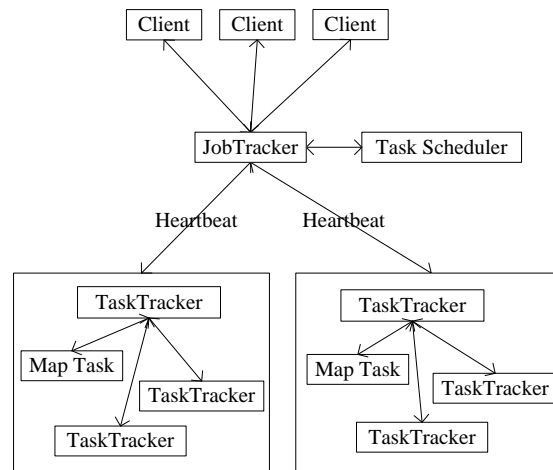 Client Client Client
JobTracker Task Scheduler
Heartbeat Heartbeat
TaskTracker TaskTracker
Map Task Map Task
TaskTracker TaskTracker
TaskTracker TaskTracker